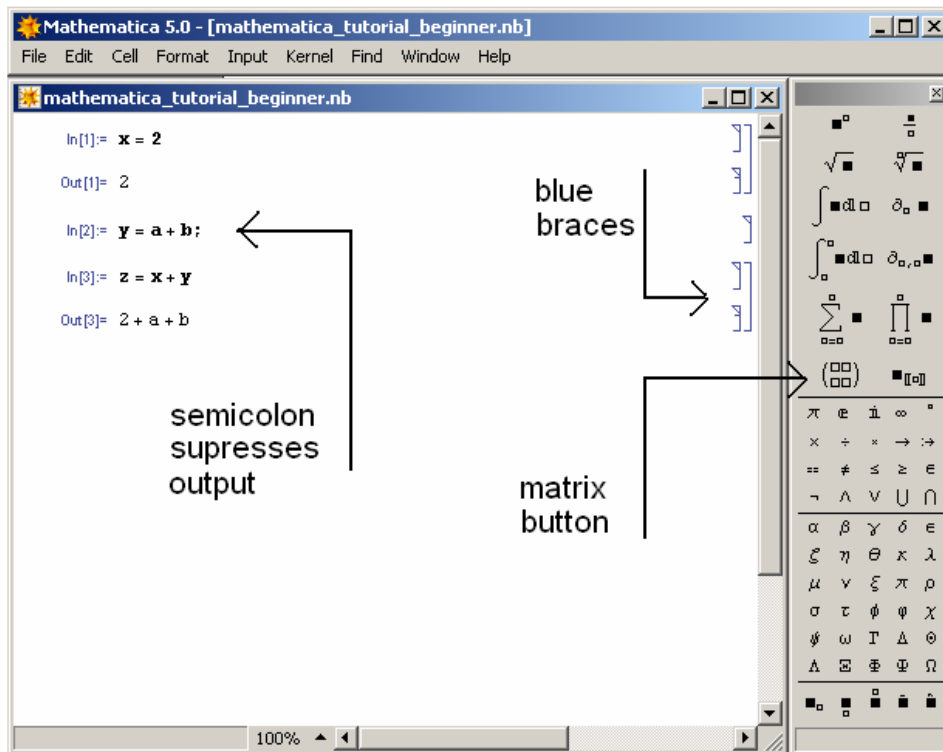 Mathematica 5.0 - [mathematica_tutorial_beginner.nb]
File Edit Cell Format Input Kernel Find Window Help
mathematica_tutorial_beginner.nb
In[1]:= x = 2
Out[1]= 2
In[2]:= y = a + b;
In[3]:= z = x + y
Out[3]= 2 + a + b
blue
braces
semicolon
supresses
output
matrix
button
■^□ ■/□
√■ □√■
∫■ⅆ□ ∂□ ■
∫□□■ⅆ□ ∂□,□■
∑□=□□ ■ ∏□=□□ ■
(□□ □□) ■[[□]]
π ⅇ ⅈ ∞ °
× ÷ × → :→
== ≠ ≤ ≥ ∈
¬ ∧ ∨ ∪ ∩
α β γ δ ϵ
ζ η θ κ λ
μ ν ξ π ρ
σ τ ϕ φ χ
ψ ω Γ Δ Θ
Λ Ξ Φ Ψ Ω
100%